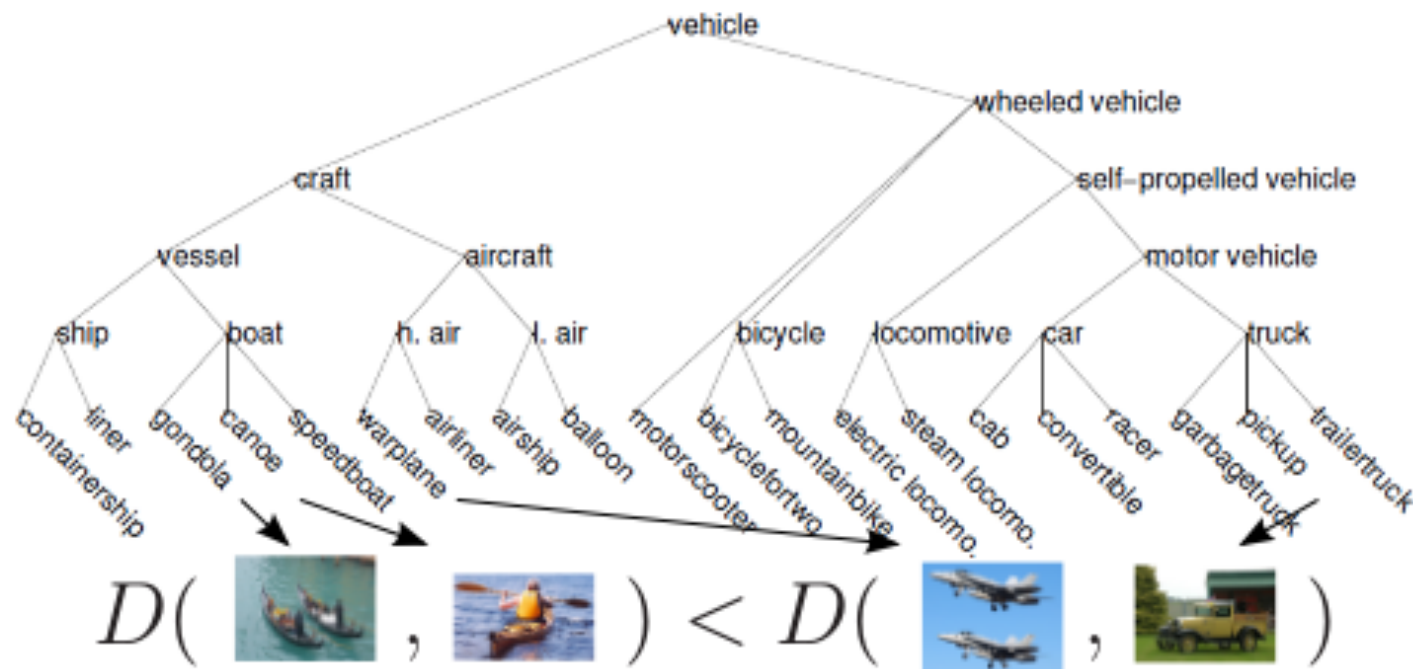 vehicle
wheeled vehicle
craft
self-propelled vehicle
vessel
aircraft
motor vehicle
ship
boat
h. air
l. air
bicycle
locomotive
car
truck
containership
liner
gondola
canoe
speedboat
warplane
airliner
airship
balloon
motorscooter
bicyclefortwo
mountainbike
electric locomo.
steam locomo.
cab
convertible
racer
garbagetruck
pickup
trailertruck
D( , ) < D( , )